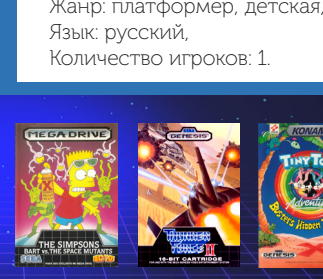 Жанр: платформер, детская,
Язык: русский,
Количество игроков: 1.
MEGA DRIVE
THE SIMPSONS
BART vs. THE SPACE MUTANTS
GENESIS
THUNDER
FORCE II
16-BIT CARTRIDGE
KONAMI
TINY TOON
Adventures
Buster's Hidden
GENESIS